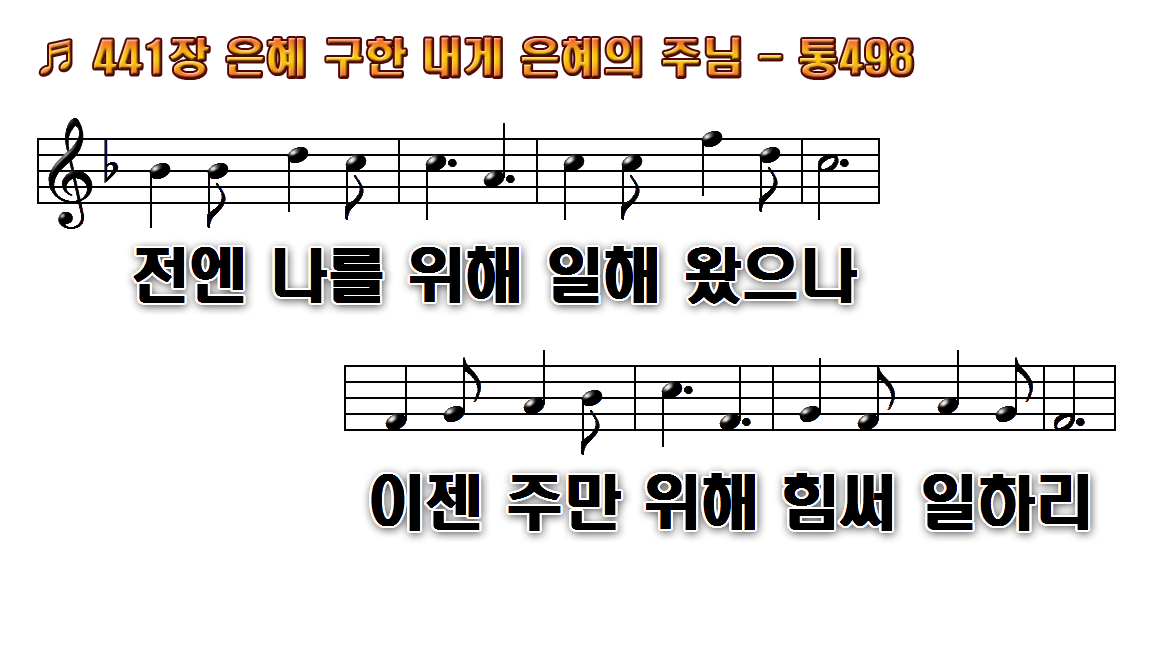 ♬ 441장 은혜 구한 내게 은혜의 주님 - 통498
전엔 나를 위해 일해 왔으나
이젠 주만 위해 힘써 일하리